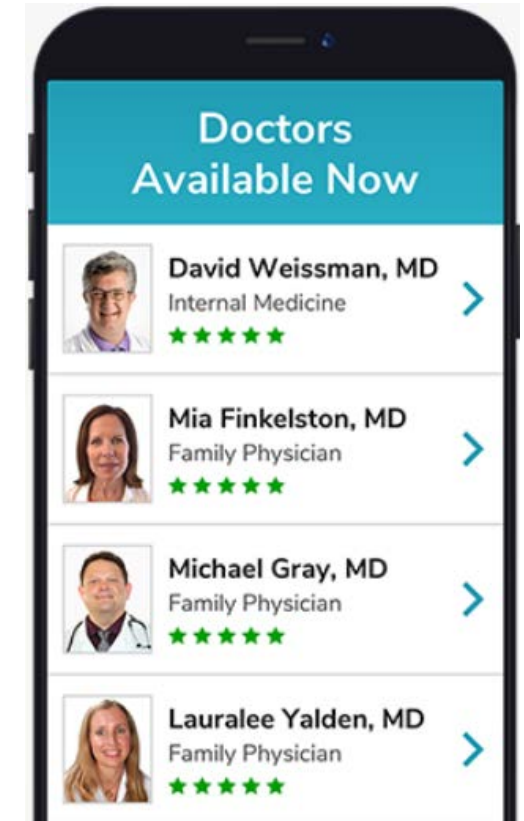 Doctors
Available Now
David Weissman, MD
Internal Medicine
Mia Finkelston, MD
Family Physician
Michael Gray, MD
Family Physician
Lauralee Yalden, MD
Family Physician